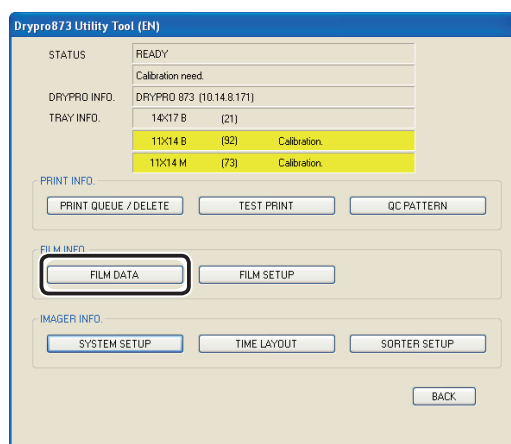 Drypro873 Utility Tool (EN)
STATUS READY
Calibration need.
DRYPRO INFO. DRYPRO 873 (10.14.8.171)
TRAY INFO. 14X17 B (21)
11X14 B (92) Calibration.
11X14 M (73) Calibration.
PRINT INFO.
PRINT QUEUE / DELETE TEST PRINT QC PATTERN
FILM INFO.
FILM DATA FILM SETUP
IMAGER INFO.
SYSTEM SETUP TIME LAYOUT SORTER SETUP
BACK